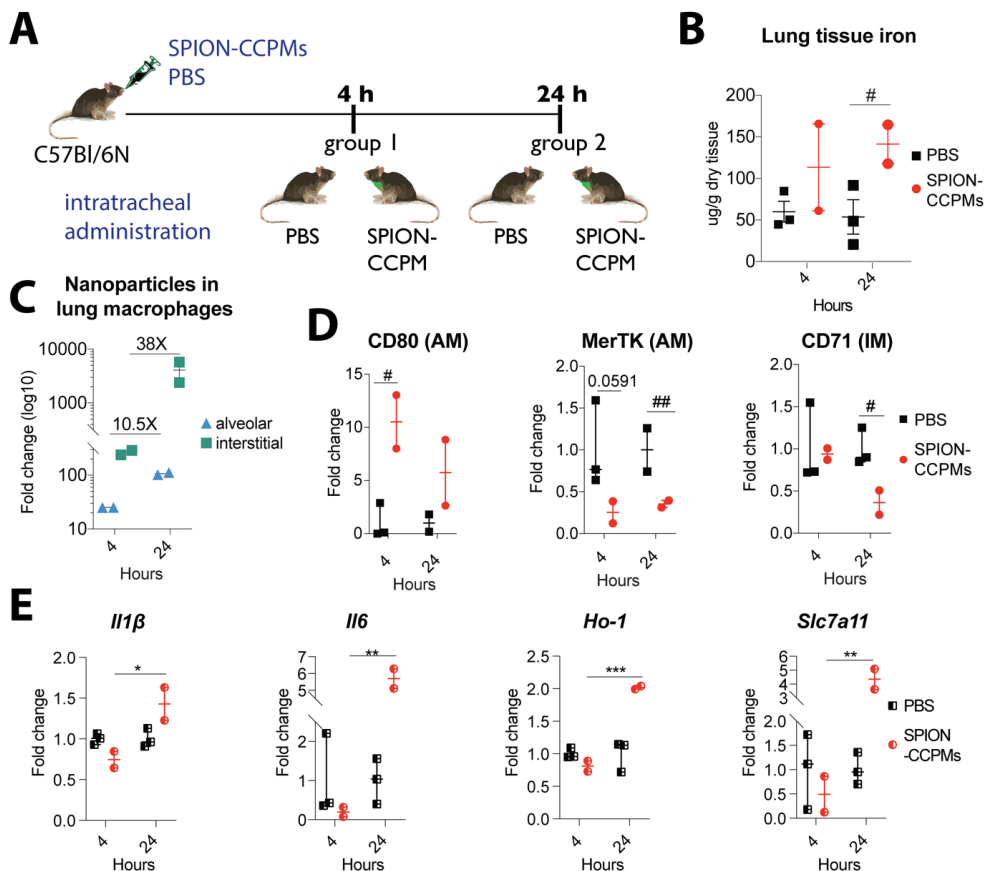 A
SPION-CCPMs
PBS
4 h
24 h
C57Bl/6N
group 1
group 2
intratracheal
administration
PBS
SPION-
CCPM
PBS
SPION-
CCPM
B
Lung tissue iron
ug/g dry tissue
200
150
100
50
0
#
4
24
Hours
PBS
SPION-
CCPMs
C
Nanoparticles in
lung macrophages
Fold change (log10)
10000
1000
100
10
38X
10.5X
4
24
Hours
alveolar
interstitial
D
CD80 (AM)
Fold change
15
10
5
0
#
4
24
Hours
MerTK (AM)
Fold change
2.0
1.5
1.0
0.5
0.0
0.0591
##
4
24
Hours
CD71 (IM)
Fold change
2.0
1.5
1.0
0.5
0.0
#
4
24
Hours
PBS
SPION-
CCPMs
E
Il1β
Fold change
2.0
1.5
1.0
0.5
0.0
*
4
24
Hours
Il6
Fold change
6
5
2
1
0
**
4
24
Hours
Ho-1
Fold change
2.5
2.0
1.5
1.0
0.5
0.0
***
4
24
Hours
Slc7a11
Fold change
6
5
4
3
2.0
1.5
1.0
0.5
0.0
**
4
24
Hours
PBS
SPION
-CCPMs